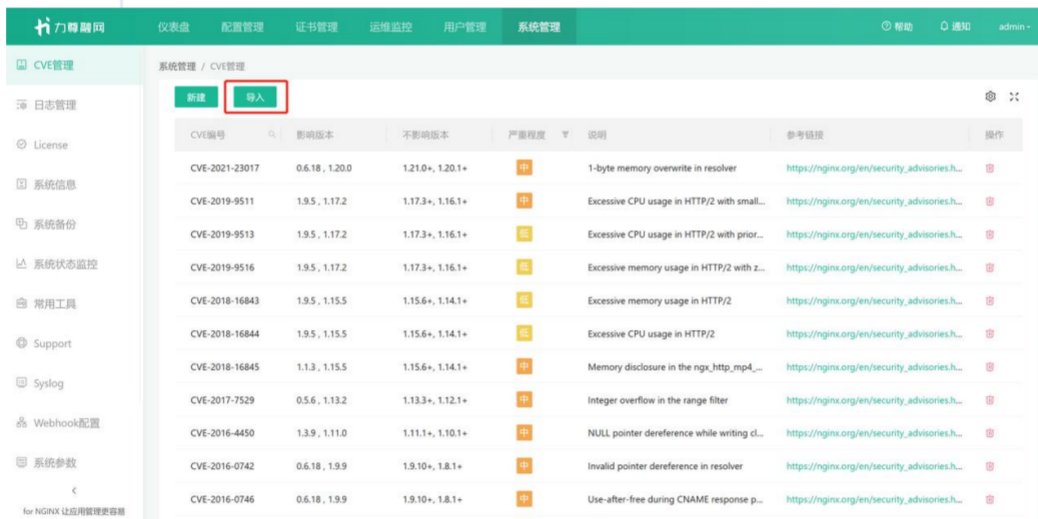 力尊融网 仪表盘 配置管理 证书管理 运维监控 用户管理 系统管理 帮助 通知 admin
CVE管理
日志管理
License
系统信息
系统备份
系统状态监控
常用工具
Support
Syslog
Webhook配置
系统参数
for NGINX 让应用管理更容易
系统管理 / CVE管理
新建 导入
CVE编号 影响版本 不影响版本 严重程度 说明 参考链接 操作
CVE-2021-23017 0.6.18 , 1.20.0 1.21.0+, 1.20.1+ 中 1-byte memory overwrite in resolver https://nginx.org/en/security_advisories.h...
CVE-2019-9511 1.9.5 , 1.17.2 1.17.3+, 1.16.1+ 中 Excessive CPU usage in HTTP/2 with small... https://nginx.org/en/security_advisories.h...
CVE-2019-9513 1.9.5 , 1.17.2 1.17.3+, 1.16.1+ 低 Excessive CPU usage in HTTP/2 with prior... https://nginx.org/en/security_advisories.h...
CVE-2019-9516 1.9.5 , 1.17.2 1.17.3+, 1.16.1+ 低 Excessive memory usage in HTTP/2 with z... https://nginx.org/en/security_advisories.h...
CVE-2018-16843 1.9.5 , 1.15.5 1.15.6+, 1.14.1+ 低 Excessive memory usage in HTTP/2 https://nginx.org/en/security_advisories.h...
CVE-2018-16844 1.9.5 , 1.15.5 1.15.6+, 1.14.1+ 低 Excessive CPU usage in HTTP/2 https://nginx.org/en/security_advisories.h...
CVE-2018-16845 1.1.3 , 1.15.5 1.15.6+, 1.14.1+ 中 Memory disclosure in the ngx_http_mp4_... https://nginx.org/en/security_advisories.h...
CVE-2017-7529 0.5.6 , 1.13.2 1.13.3+, 1.12.1+ 中 Integer overflow in the range filter https://nginx.org/en/security_advisories.h...
CVE-2016-4450 1.3.9 , 1.11.0 1.11.1+, 1.10.1+ 中 NULL pointer dereference while writing cl... https://nginx.org/en/security_advisories.h...
CVE-2016-0742 0.6.18 , 1.9.9 1.9.10+, 1.8.1+ 中 Invalid pointer dereference in resolver https://nginx.org/en/security_advisories.h...
CVE-2016-0746 0.6.18 , 1.9.9 1.9.10+, 1.8.1+ 中 Use-after-free during CNAME response p... https://nginx.org/en/security_advisories.h...